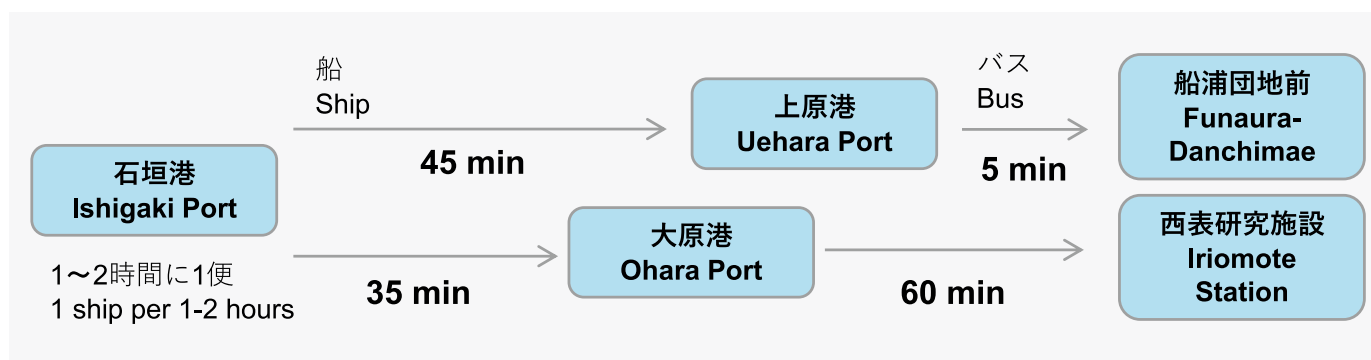 船
Ship
45 min
石垣港
Ishigaki Port
1～2時間に1便
1 ship per 1-2 hours
35 min
上原港
Uehara Port
大原港
Ohara Port
バス
Bus
5 min
60 min
船浦団地前
Funaura-
Danchimae
西表研究施設
Iriomote
Station